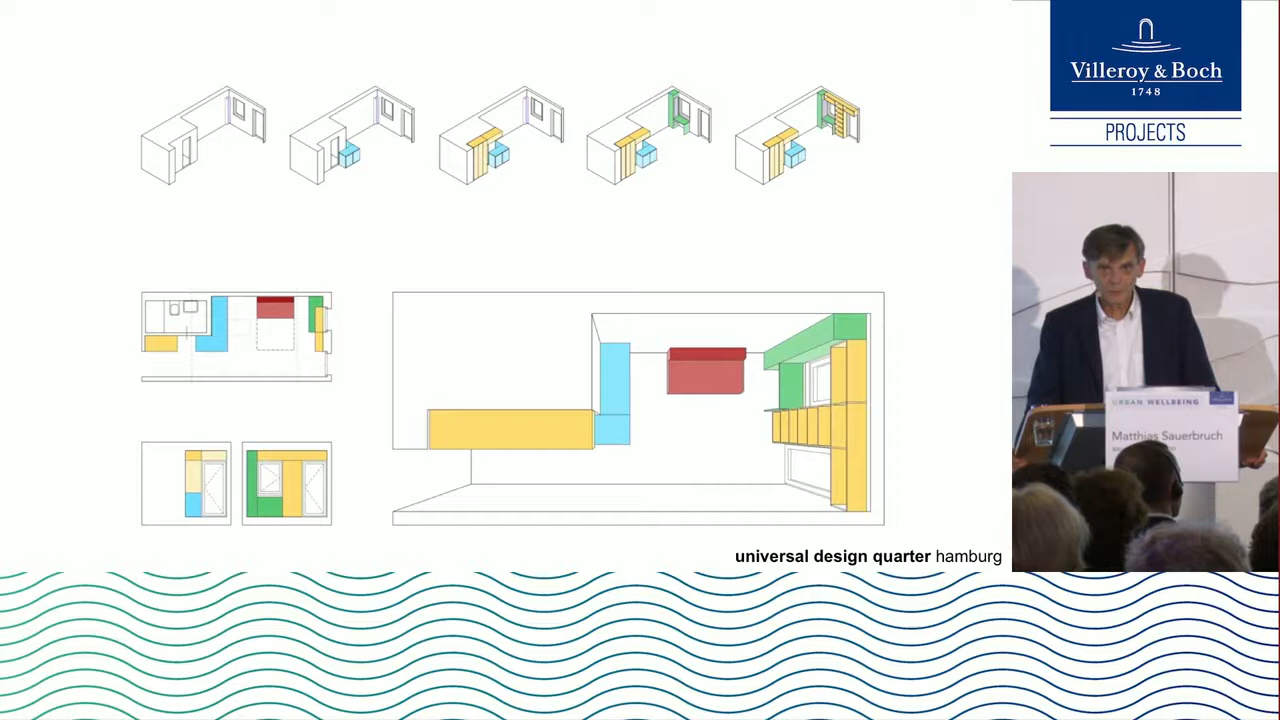 Villeroy & Boch
1748
PROJECTS
URBAN WELLBEING
Matthias Sauerbruch
universal design quarter hamburg